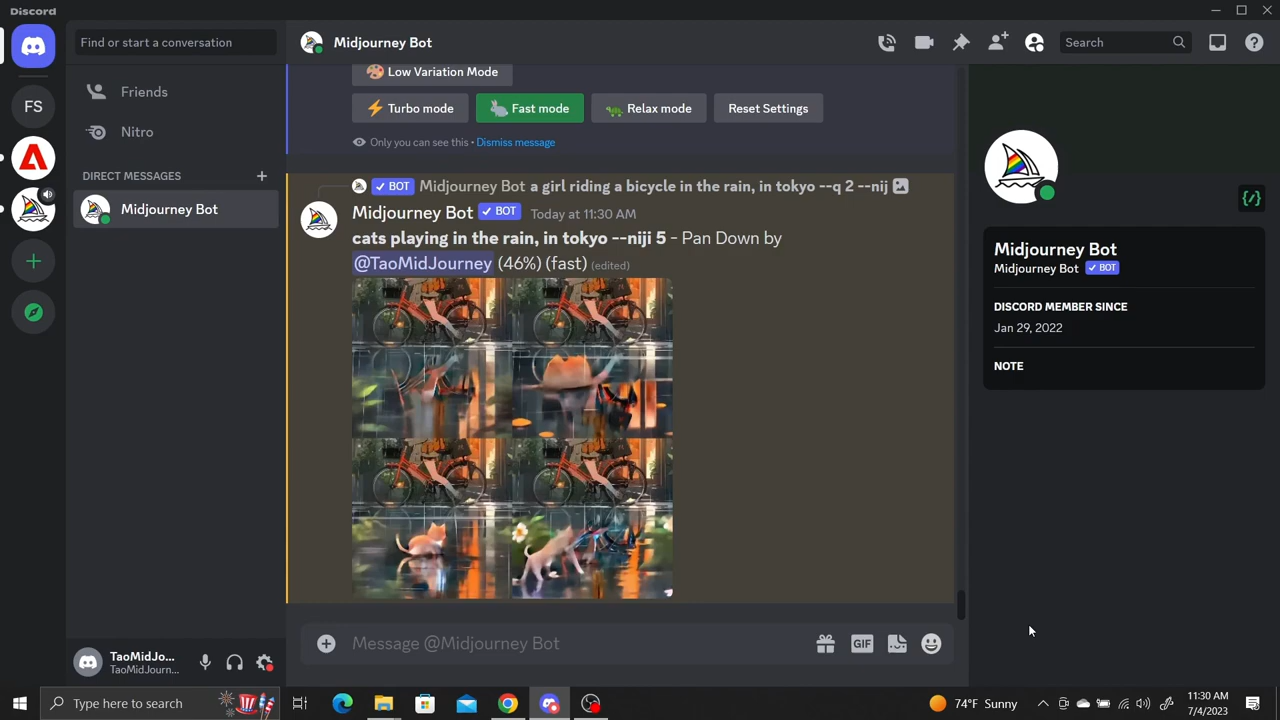 Discord
Find or start a conversation
Midjourney Bot
Search
FS
Friends
Nitro
DIRECT MESSAGES
Midjourney Bot
Low Variation Mode
Turbo mode
Fast mode
Relax mode
Reset Settings
Only you can see this • Dismiss message
BOT Midjourney Bot a girl riding a bicycle in the rain, in tokyo --q 2 --nij
Midjourney Bot BOT Today at 11:30 AM
cats playing in the rain, in tokyo --niji 5 - Pan Down by
@TaoMidJourney (46%) (fast) (edited)
Midjourney Bot
Midjourney Bot BOT
DISCORD MEMBER SINCE
Jan 29, 2022
NOTE
Message @Midjourney Bot
GIF
TaoMidJo...
TaoMidJourn...
Type here to search
74°F Sunny
11:30 AM
7/4/2023